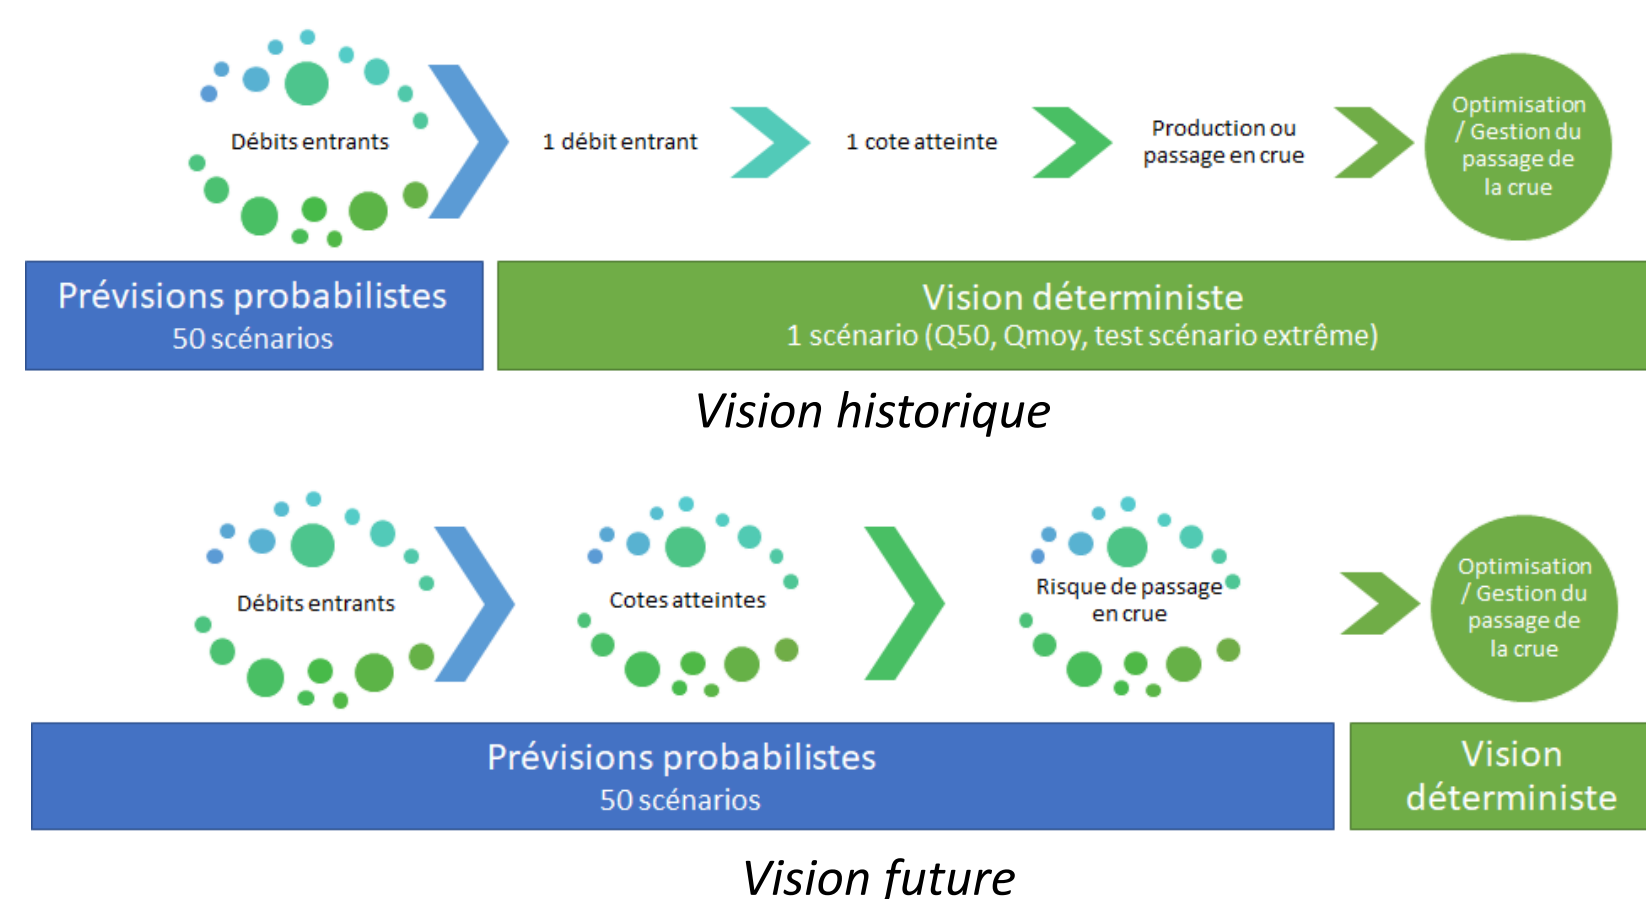 Débits entrants
1 débit entrant
1 cote atteinte
Production ou
passage en crue
Optimisation
/ Gestion du
passage de
la crue
Prévisions probabilistes
50 scénarios
Vision déterministe
1 scénario (Q50, Qmoy, test scénario extrême)
Vision historique
Débits entrants
Cotes atteintes
Risque de passage
en crue
Optimisation
/ Gestion du
passage de
la crue
Prévisions probabilistes
50 scénarios
Vision
déterministe
Vision future